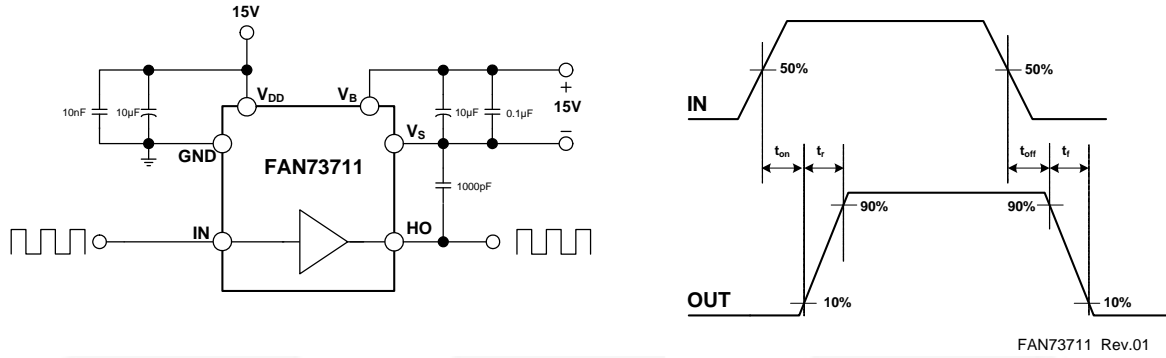 15V
10nF
10µF
VDD
VB
10µF
0.1µF
+
15V
−
GND
VS
FAN73711
1000pF
IN
HO
IN
50%
50%
ton
tr
toff
tf
90%
90%
OUT
10%
10%
FAN73711 Rev.01